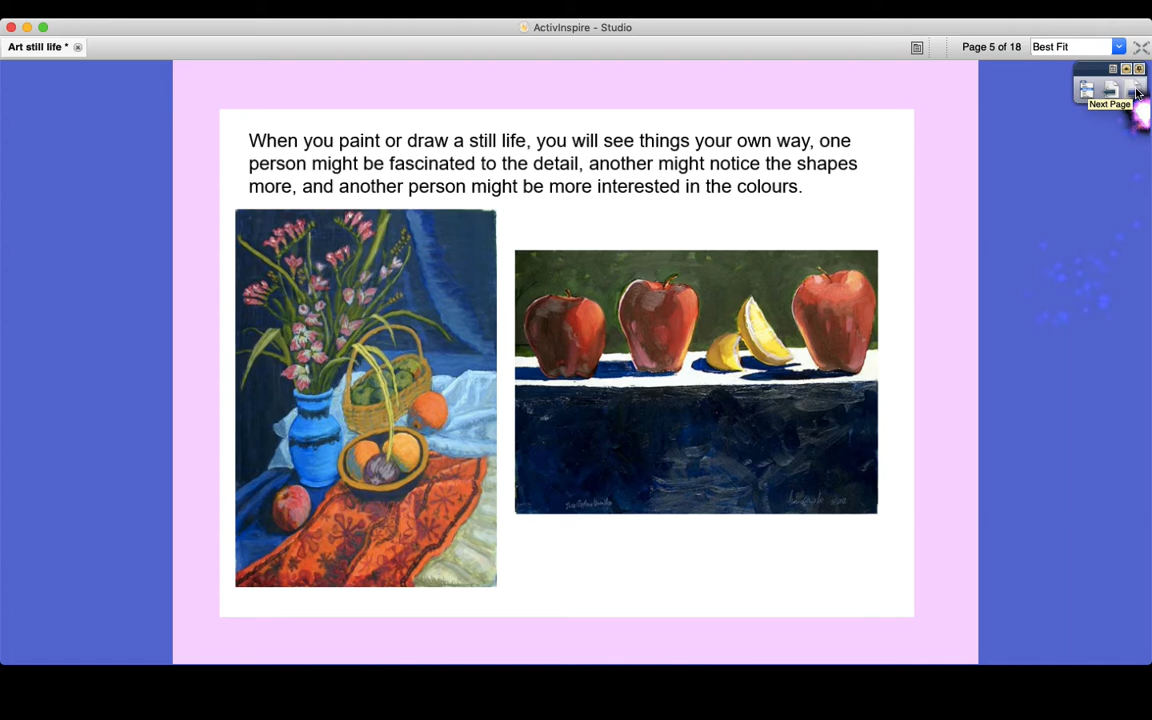 ActivInspire - Studio
Art still life *
Page 5 of 18
Best Fit
Next Page
When you paint or draw a still life, you will see things your own way, one
person might be fascinated to the detail, another might notice the shapes
more, and another person might be more interested in the colours.